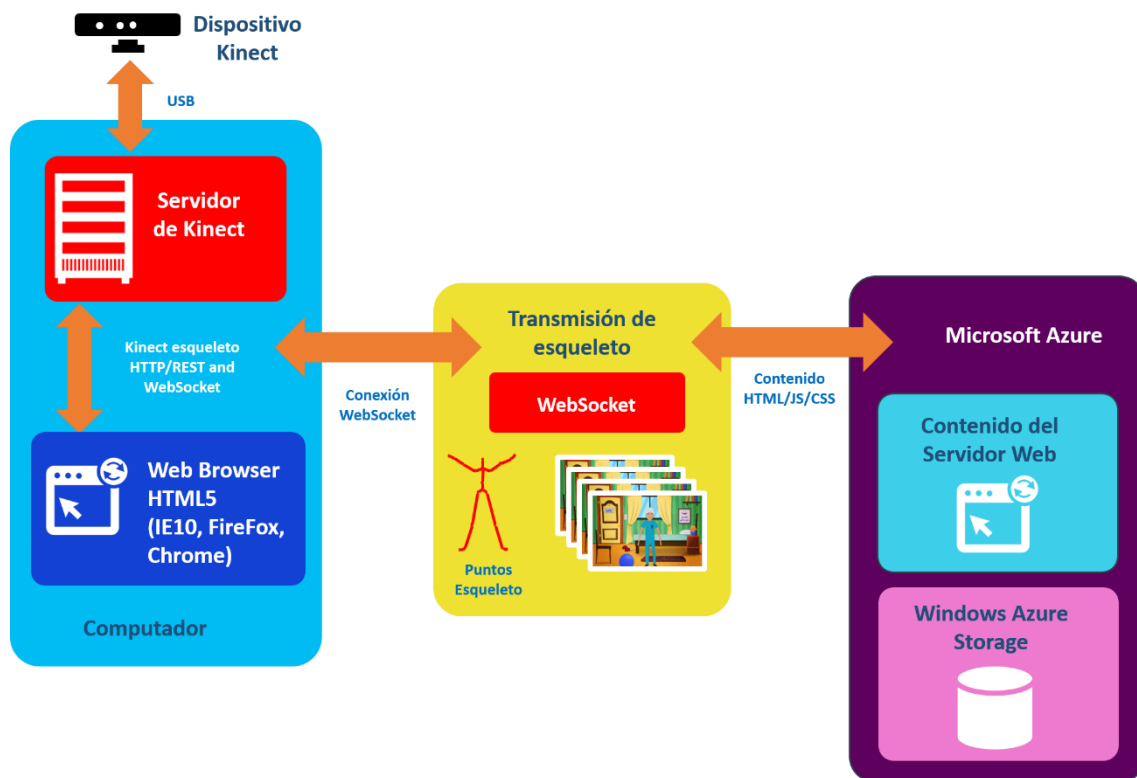 Dispositivo
Kinect
USB
Servidor
de Kinect
Kinect esqueleto
HTTP/REST and
WebSocket
Web Browser
HTML5
(IE10, FireFox,
Chrome)
Computador
Conexión
WebSocket
Transmisión de
esqueleto
WebSocket
Puntos
Esqueleto
Contenido
HTML/JS/CSS
Microsoft Azure
Contenido del
Servidor Web
Windows Azure
Storage